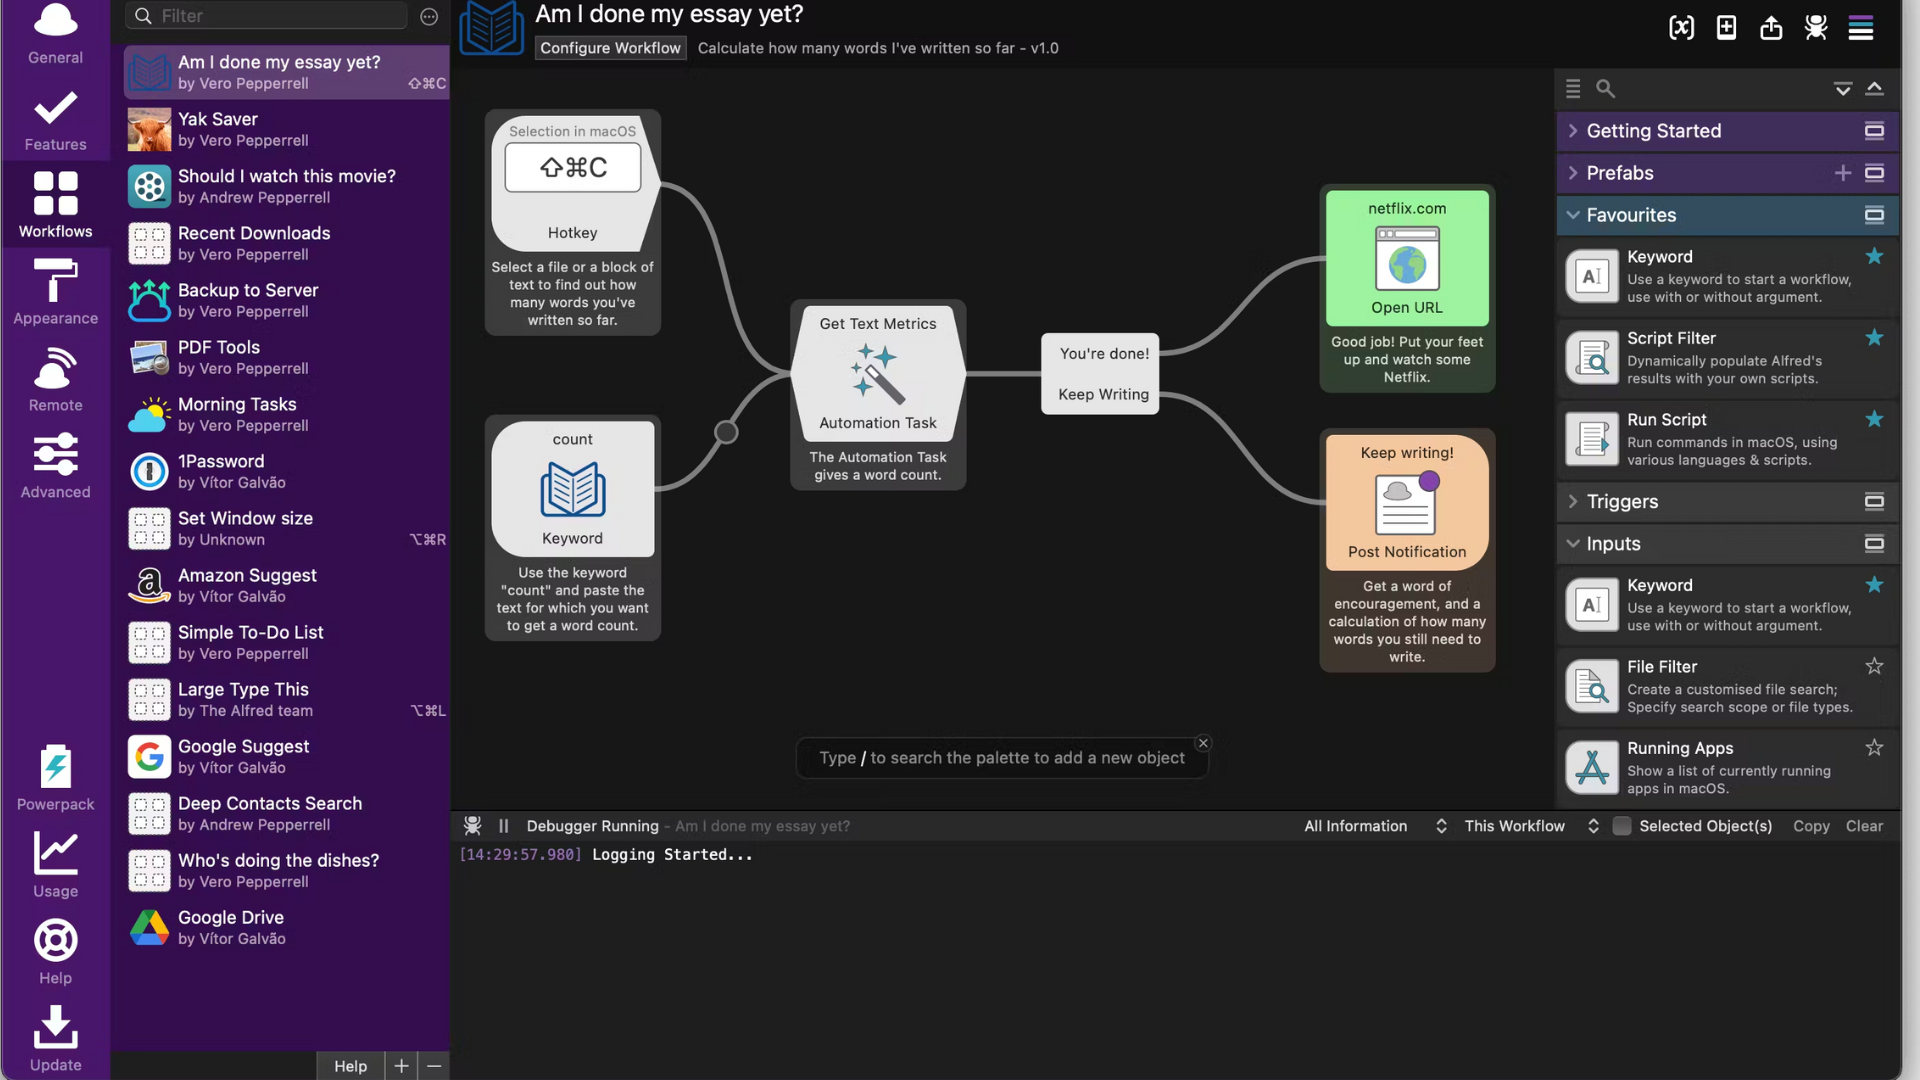 General
Features
Workflows
Appearance
Remote
Advanced
Powerpack
Usage
Help
Update
Filter
Am I done my essay yet?
by Vero Pepperrell
⇧⌘C
Yak Saver
by Vero Pepperrell
Should I watch this movie?
by Andrew Pepperrell
Recent Downloads
by Vero Pepperrell
Backup to Server
by Vero Pepperrell
PDF Tools
by Vero Pepperrell
Morning Tasks
by Vero Pepperrell
1Password
by Vítor Galvão
Set Window size
by Unknown
⌥⌘R
Amazon Suggest
by Vítor Galvão
Simple To-Do List
by Vero Pepperrell
Large Type This
by The Alfred team
⌥⌘L
Google Suggest
by Vítor Galvão
Deep Contacts Search
by Andrew Pepperrell
Who's doing the dishes?
by Vero Pepperrell
Google Drive
by Vítor Galvão
Help
+
−
Am I done my essay yet?
Configure Workflow
Calculate how many words I've written so far - v1.0
Selection in macOS
⇧⌘C
Hotkey
Select a file or a block of
text to find out how
many words you've
written so far.
count
Keyword
Use the keyword
"count" and paste the
text for which you want
to get a word count.
Get Text Metrics
Automation Task
The Automation Task
gives a word count.
You're done!
Keep Writing
netflix.com
Open URL
Good job! Put your feet
up and watch some
Netflix.
Keep writing!
Post Notification
Get a word of
encouragement, and a
calculation of how many
words you still need to
write.
Type / to search the palette to add a new object
Getting Started
Prefabs
Favourites
Keyword
Use a keyword to start a workflow,
use with or without argument.
Script Filter
Dynamically populate Alfred's
results with your own scripts.
Run Script
Run commands in macOS, using
various languages & scripts.
Triggers
Inputs
Keyword
Use a keyword to start a workflow,
use with or without argument.
File Filter
Create a customised file search;
Specify search scope or file types.
Running Apps
Show a list of currently running
apps in macOS.
Debugger Running - Am I done my essay yet?
All Information
This Workflow
Selected Object(s)
Copy
Clear
[14:29:57.980] Logging Started...